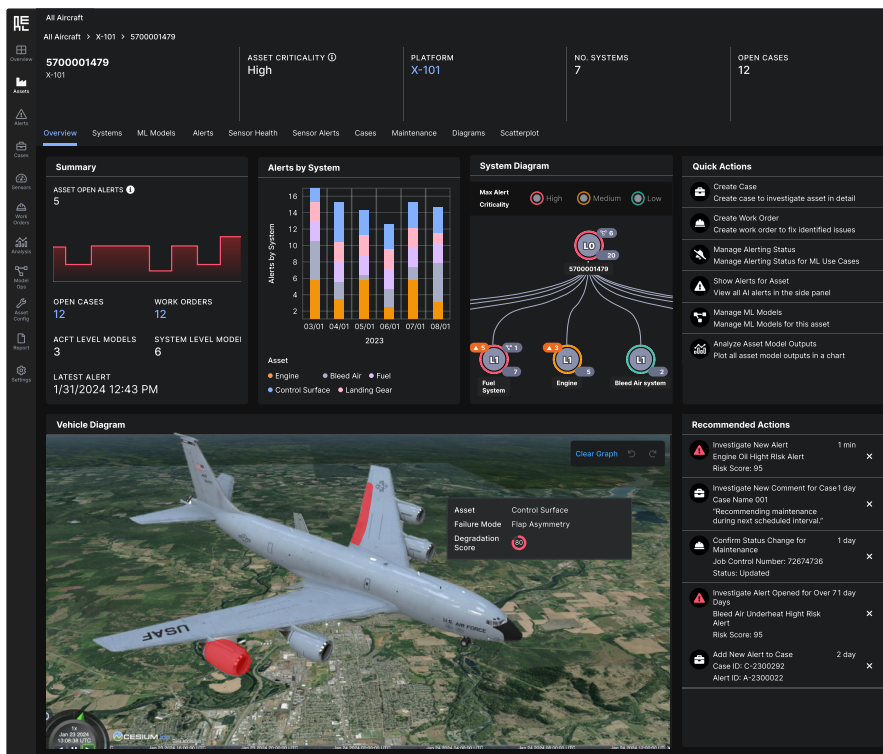 All Aircraft
All Aircraft > X-101 > 5700001479
5700001479
X-101
ASSET CRITICALITY
High
PLATFORM
X-101
NO. SYSTEMS
7
OPEN CASES
12
Overview
Assets
Alerts
Cases
Sensors
Work
Orders
Analysis
Model
Ops
Asset
Config
Report
Settings
Overview Systems ML Models Alerts Sensor Health Sensor Alerts Cases Maintenance Diagrams Scatterplot
Summary
ASSET OPEN ALERTS
5
OPEN CASES
12
WORK ORDERS
12
ACFT LEVEL MODELS
3
SYSTEM LEVEL MODEL
6
LATEST ALERT
1/31/2024 12:43 PM
Alerts by System
Alerts by System
16
14
12
10
8
6
4
2
03/01 04/01 05/01 06/01 07/01 08/01
2023
Asset
Engine Bleed Air Fuel
Control Surface Landing Gear
System Diagram
Max Alert
Criticality
High Medium Low
L0
6
20
5700001479
5
1
L1
7
Fuel
System
3
L1
5
Engine
L1
2
Bleed Air system
Quick Actions
Create Case
Create case to investigate asset in detail
Create Work Order
Create work order to fix identified issues
Manage Alerting Status
Manage Alerting Status for ML Use Cases
Show Alerts for Asset
View all AI alerts in the side panel
Manage ML Models
Manage ML Models for this asset
Analyze Asset Model Outputs
Plot all asset model outputs in a chart
Vehicle Diagram
Clear Graph
Asset Control Surface
Failure Mode Flap Asymmetry
Degradation
Score
80
USAF
U.S. AIR FORCE
1x
Jan 23 2024
13:08:38 UTC
CESIUM
Recommended Actions
Investigate New Alert 1 min
Engine Oil Hight RIsk Alert
Risk Score: 95
Investigate New Comment for Case 1 day
Case Name 001
"Recommending maintenance
during next scheduled interval."
Confirm Status Change for 1 day
Maintenance
Job Control Number: 72674736
Status: Updated
Investigate Alert Opened for Over 7 1 day
Days
Bleed Air Underheat Hight Risk
Alert
Risk Score: 95
Add New Alert to Case 2 day
Case ID: C-2300292
Alert ID: A-2300022